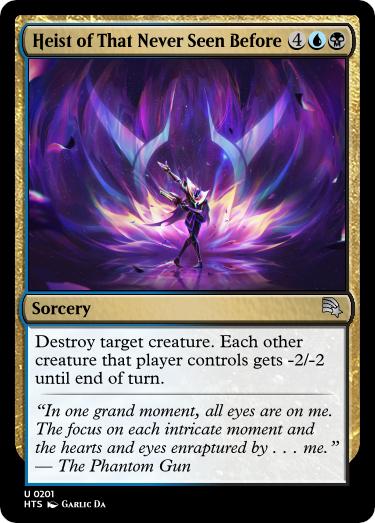 Heist of That Never Seen Before 4
Sorcery
Destroy target creature. Each other
creature that player controls gets -2/-2
until end of turn.
“In one grand moment, all eyes are on me.
The focus on each intricate moment and
the hearts and eyes enraptured by . . . me.”
— The Phantom Gun
U 0201
HTS Garlic Da